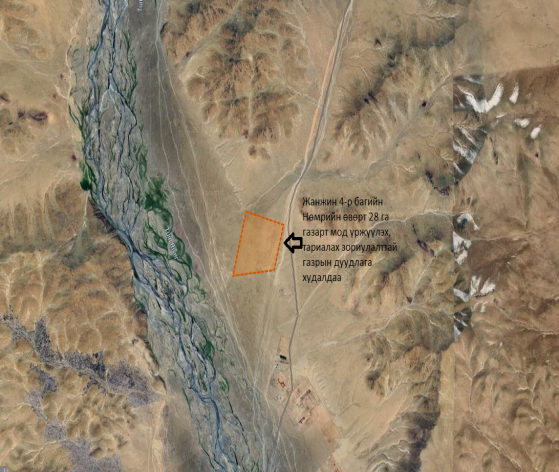 Жанжин 4-р багийн
Нөмрийн өвөрт 28 га
газарт мод үржүүлэх,
тариалах зориулалттай
газрын дуудлага
худалдаа